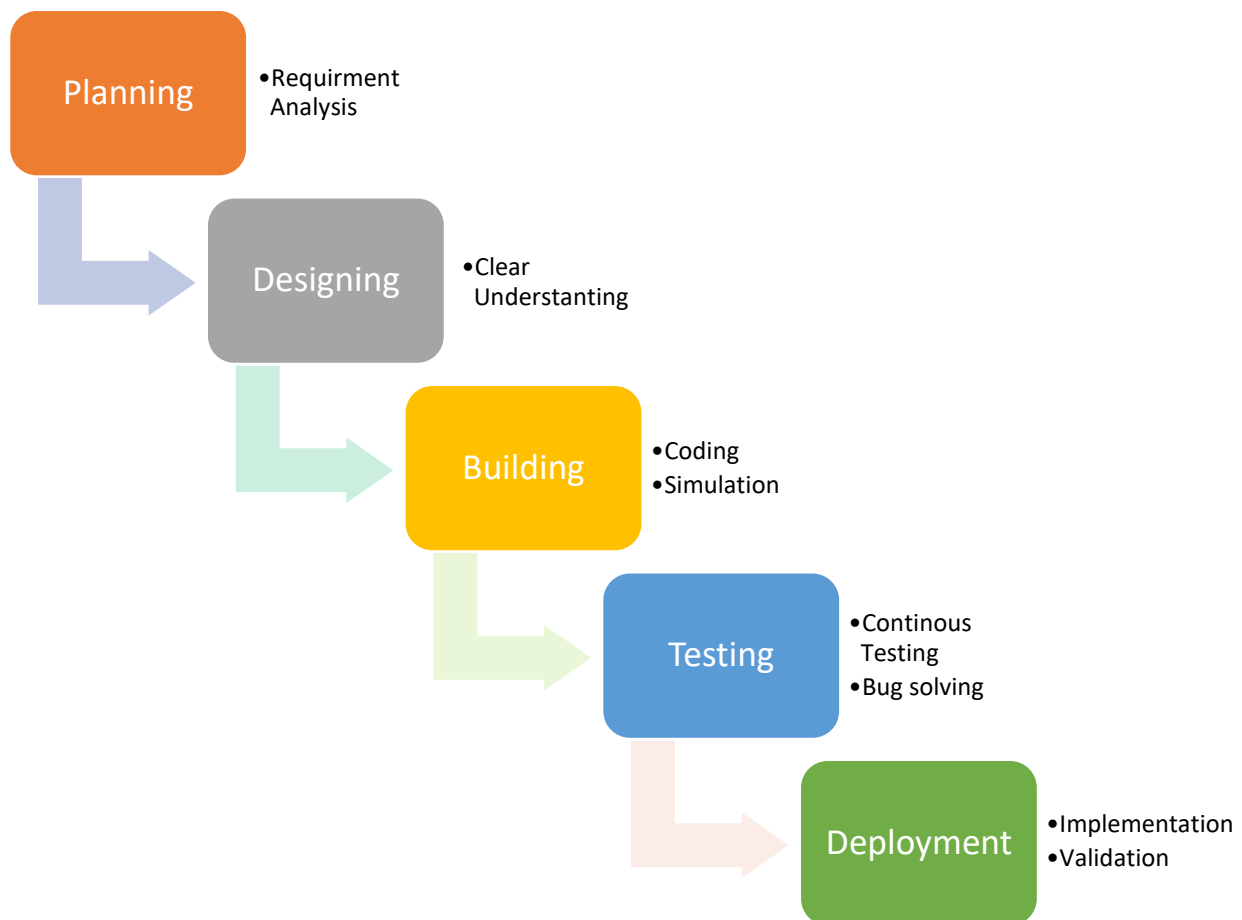 Planning
•Requirment
Analysis
Designing
•Clear
Understanting
Building
•Coding
•Simulation
Testing
•Continous
Testing
•Bug solving
Deployment
•Implementation
•Validation